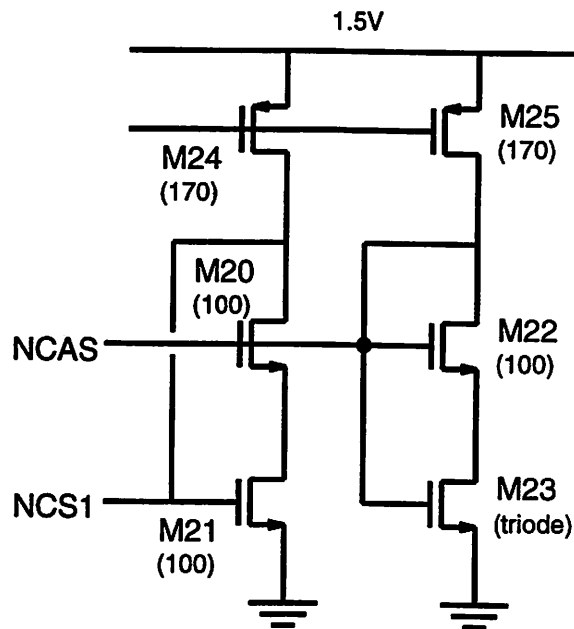 1.5V
M24
(170)
M25
(170)
M20
(100)
NCAS
M22
(100)
NCS1
M21
(100)
M23
(triode)